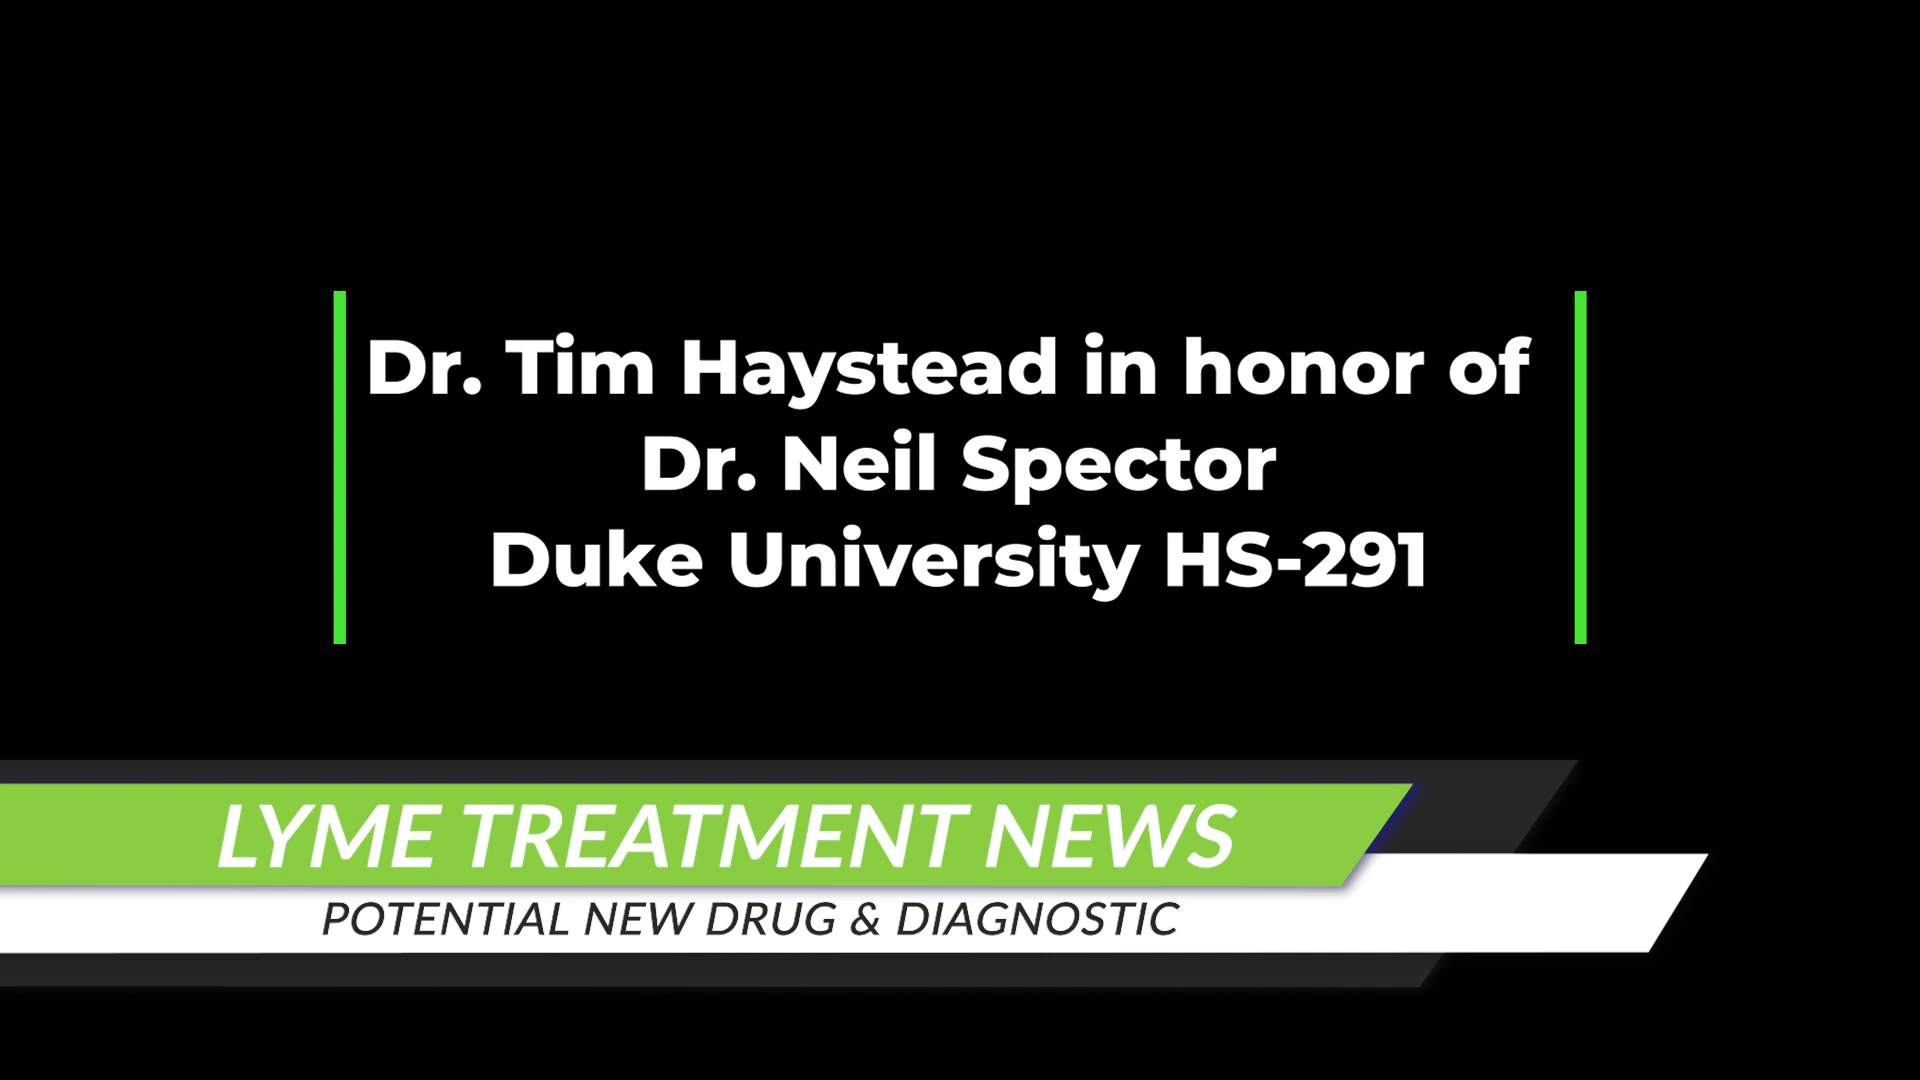 Dr. Tim Haystead in honor of
Dr. Neil Spector
Duke University HS-291
LYME TREATMENT NEWS
POTENTIAL NEW DRUG & DIAGNOSTIC